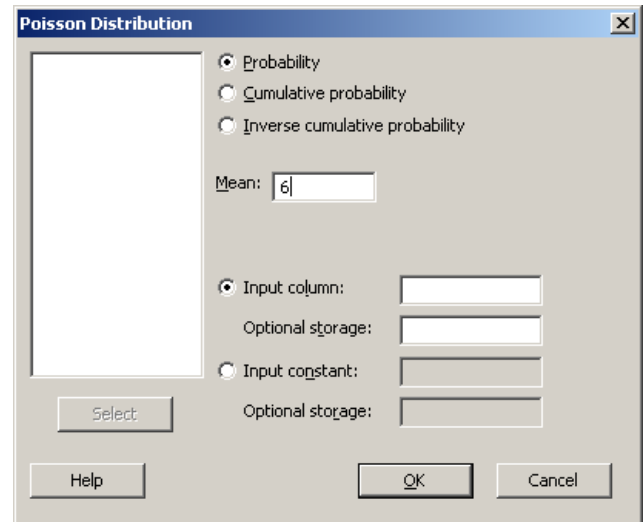 Poisson Distribution
Probability
Cumulative probability
Inverse cumulative probability
Mean: 6
Input column:
Optional storage:
Input constant:
Optional storage:
Select
Help
OK
Cancel